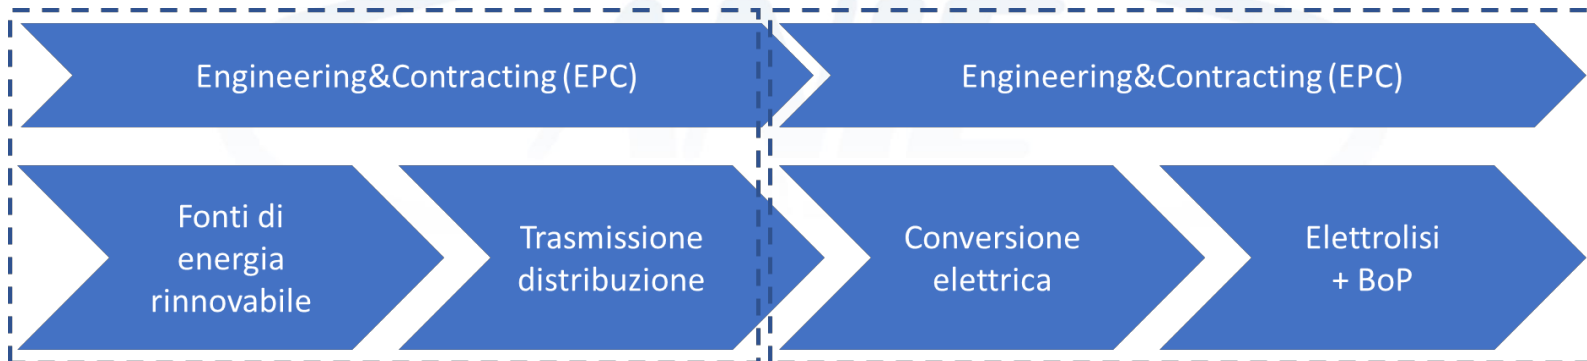 Engineering&Contracting (EPC)
Engineering&Contracting (EPC)
Fonti di
energia
rinnovabile
Trasmissione
distribuzione
Conversione
elettrica
Elettrolisi
+ BoP